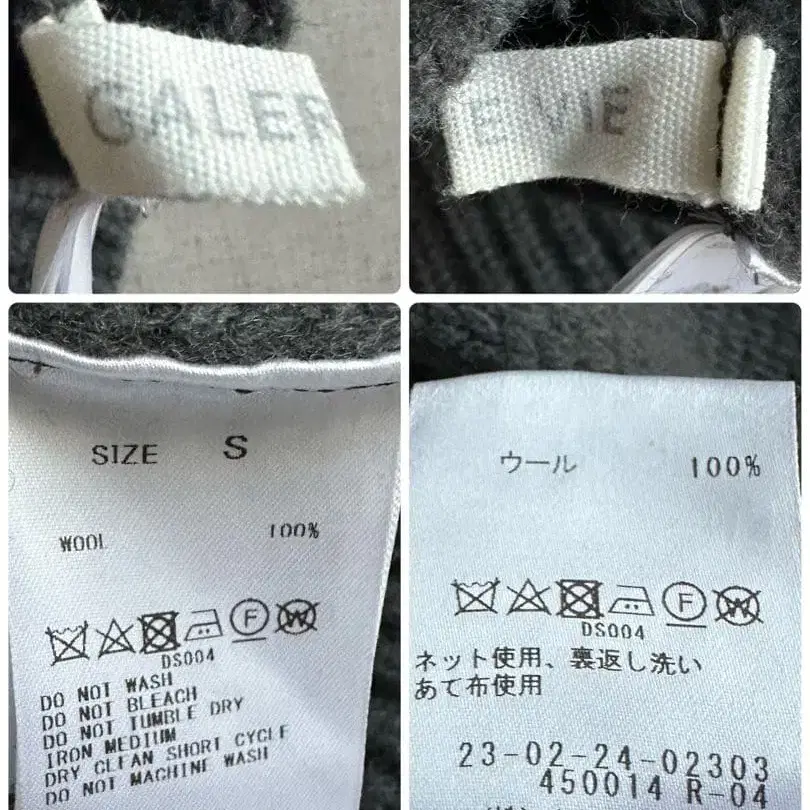 GALER
E VIE
SIZE S
WOOL 100%
DS004
DO NOT WASH
DO NOT BLEACH
DO NOT TUMBLE DRY
IRON MEDIUM
DRY CLEAN SHORT CYCLE
DO NOT MACHINE WASH
ウール 100%
F W
DS004
ネット使用、裏返し洗い
あて布使用
23-02-24-02303
450014 R-04